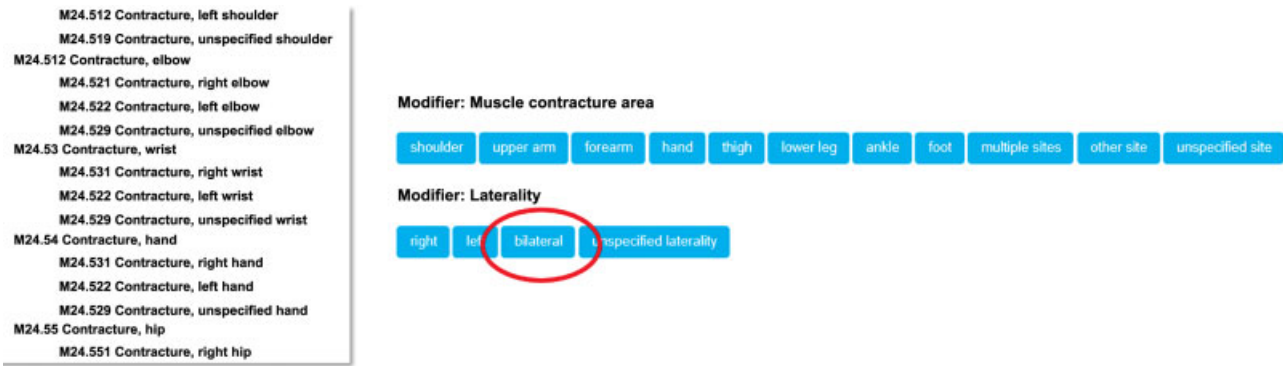 M24.512 Contracture, left shoulder
M24.519 Contracture, unspecified shoulder
M24.512 Contracture, elbow
M24.521 Contracture, right elbow
M24.522 Contracture, left elbow
M24.529 Contracture, unspecified elbow
M24.53 Contracture, wrist
M24.531 Contracture, right wrist
M24.522 Contracture, left wrist
M24.529 Contracture, unspecified wrist
M24.54 Contracture, hand
M24.531 Contracture, right hand
M24.522 Contracture, left hand
M24.529 Contracture, unspecified hand
M24.55 Contracture, hip
M24.551 Contracture, right hip
Modifier: Muscle contracture area
shoulder upper arm forearm hand thigh lower leg ankle foot multiple sites other site unspecified site
Modifier: Laterality
right left bilateral unspecified laterality